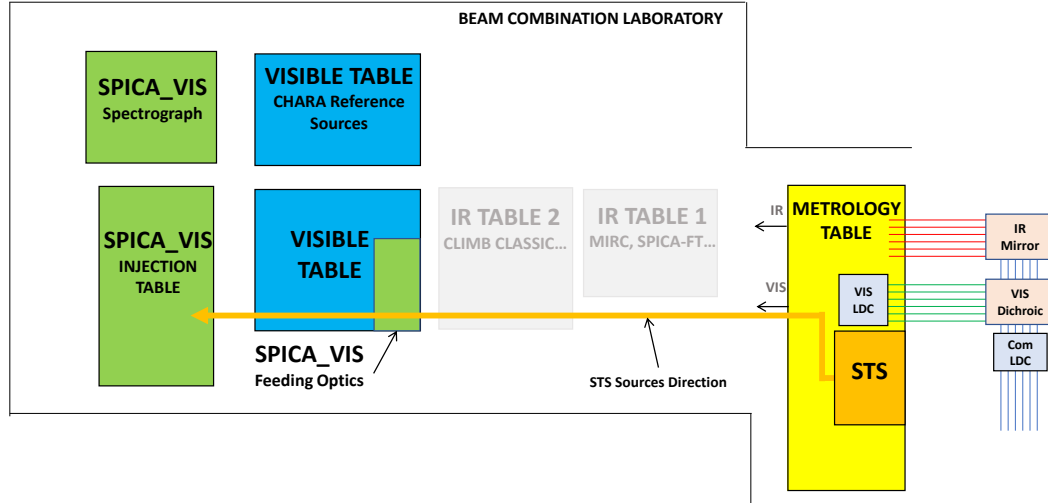 BEAM COMBINATION LABORATORY
SPICA_VIS
Spectrograph
VISIBLE TABLE
CHARA Reference
Sources
SPICA_VIS
INJECTION
TABLE
VISIBLE
TABLE
IR TABLE 2
CLIMB CLASSIC...
IR TABLE 1
MIRC, SPICA-FT...
IR
VIS
METROLOGY
TABLE
VIS
LDC
STS
IR
Mirror
VIS
Dichroic
Com
LDC
SPICA_VIS
Feeding Optics
STS Sources Direction